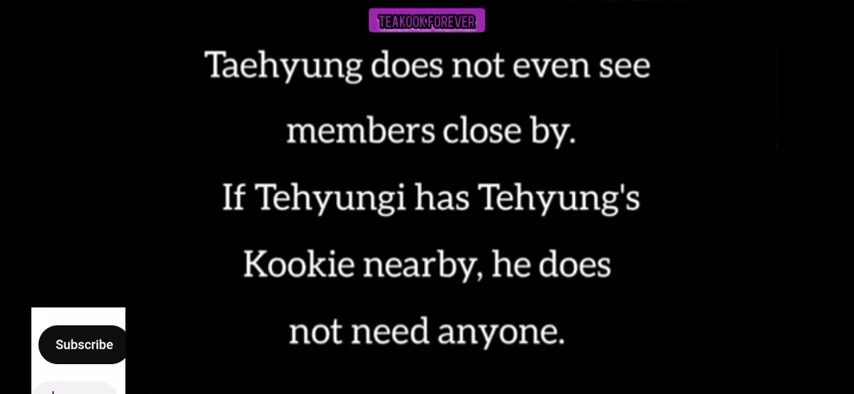 TEAKOOK FOREVER
Taehyung does not even see
members close by.
If Tehyungi has Tehyung's
Kookie nearby, he does
not need anyone.
Subscribe